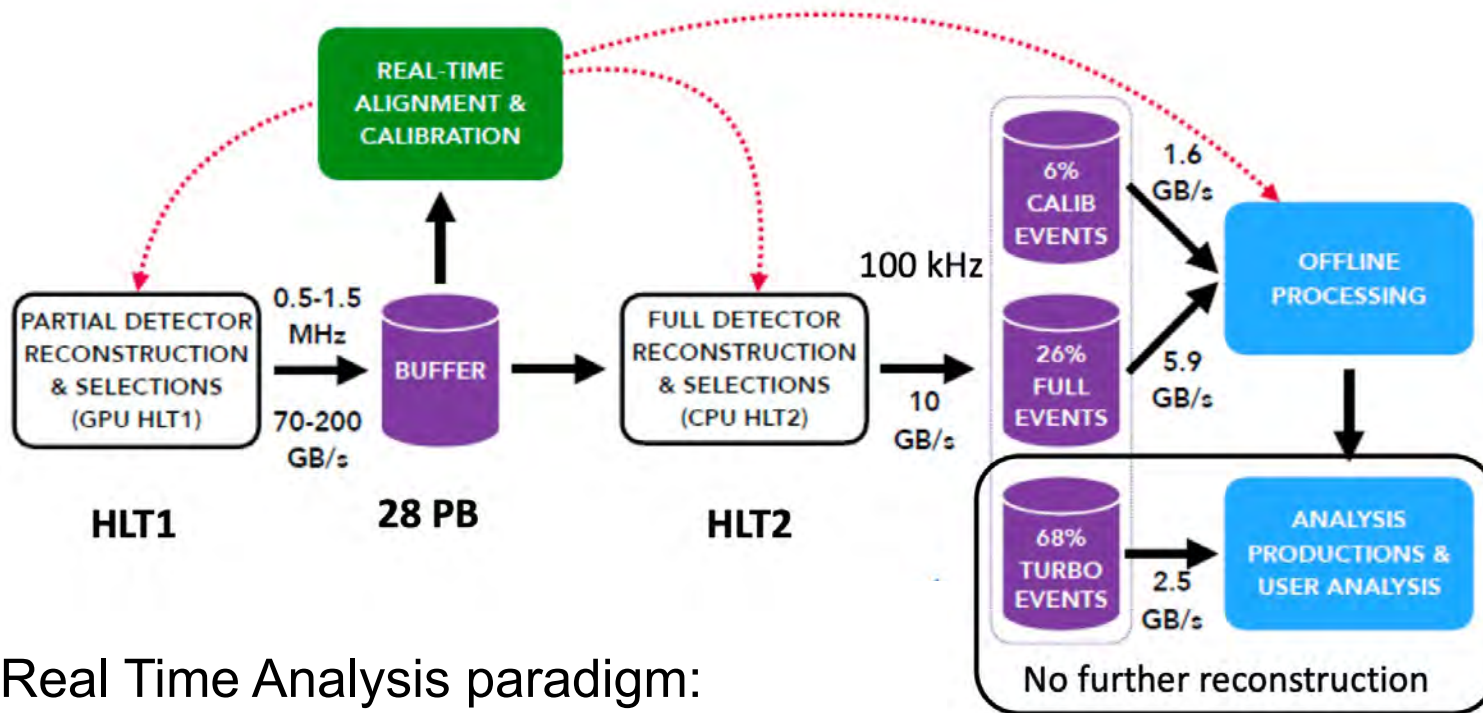 REAL-TIME
ALIGNMENT &
CALIBRATION
PARTIAL DETECTOR
RECONSTRUCTION
& SELECTIONS
(GPU HLT1)
HLT1
0.5-1.5
MHz
70-200
GB/s
BUFFER
28 PB
FULL DETECTOR
RECONSTRUCTION
& SELECTIONS
(CPU HLT2)
HLT2
100 kHz
10
GB/s
6%
CALIB
EVENTS
1.6
GB/s
26%
FULL
EVENTS
5.9
GB/s
68%
TURBO
EVENTS
2.5
GB/s
OFFLINE
PROCESSING
ANALYSIS
PRODUCTIONS &
USER ANALYSIS
No further reconstruction
Real Time Analysis paradigm: